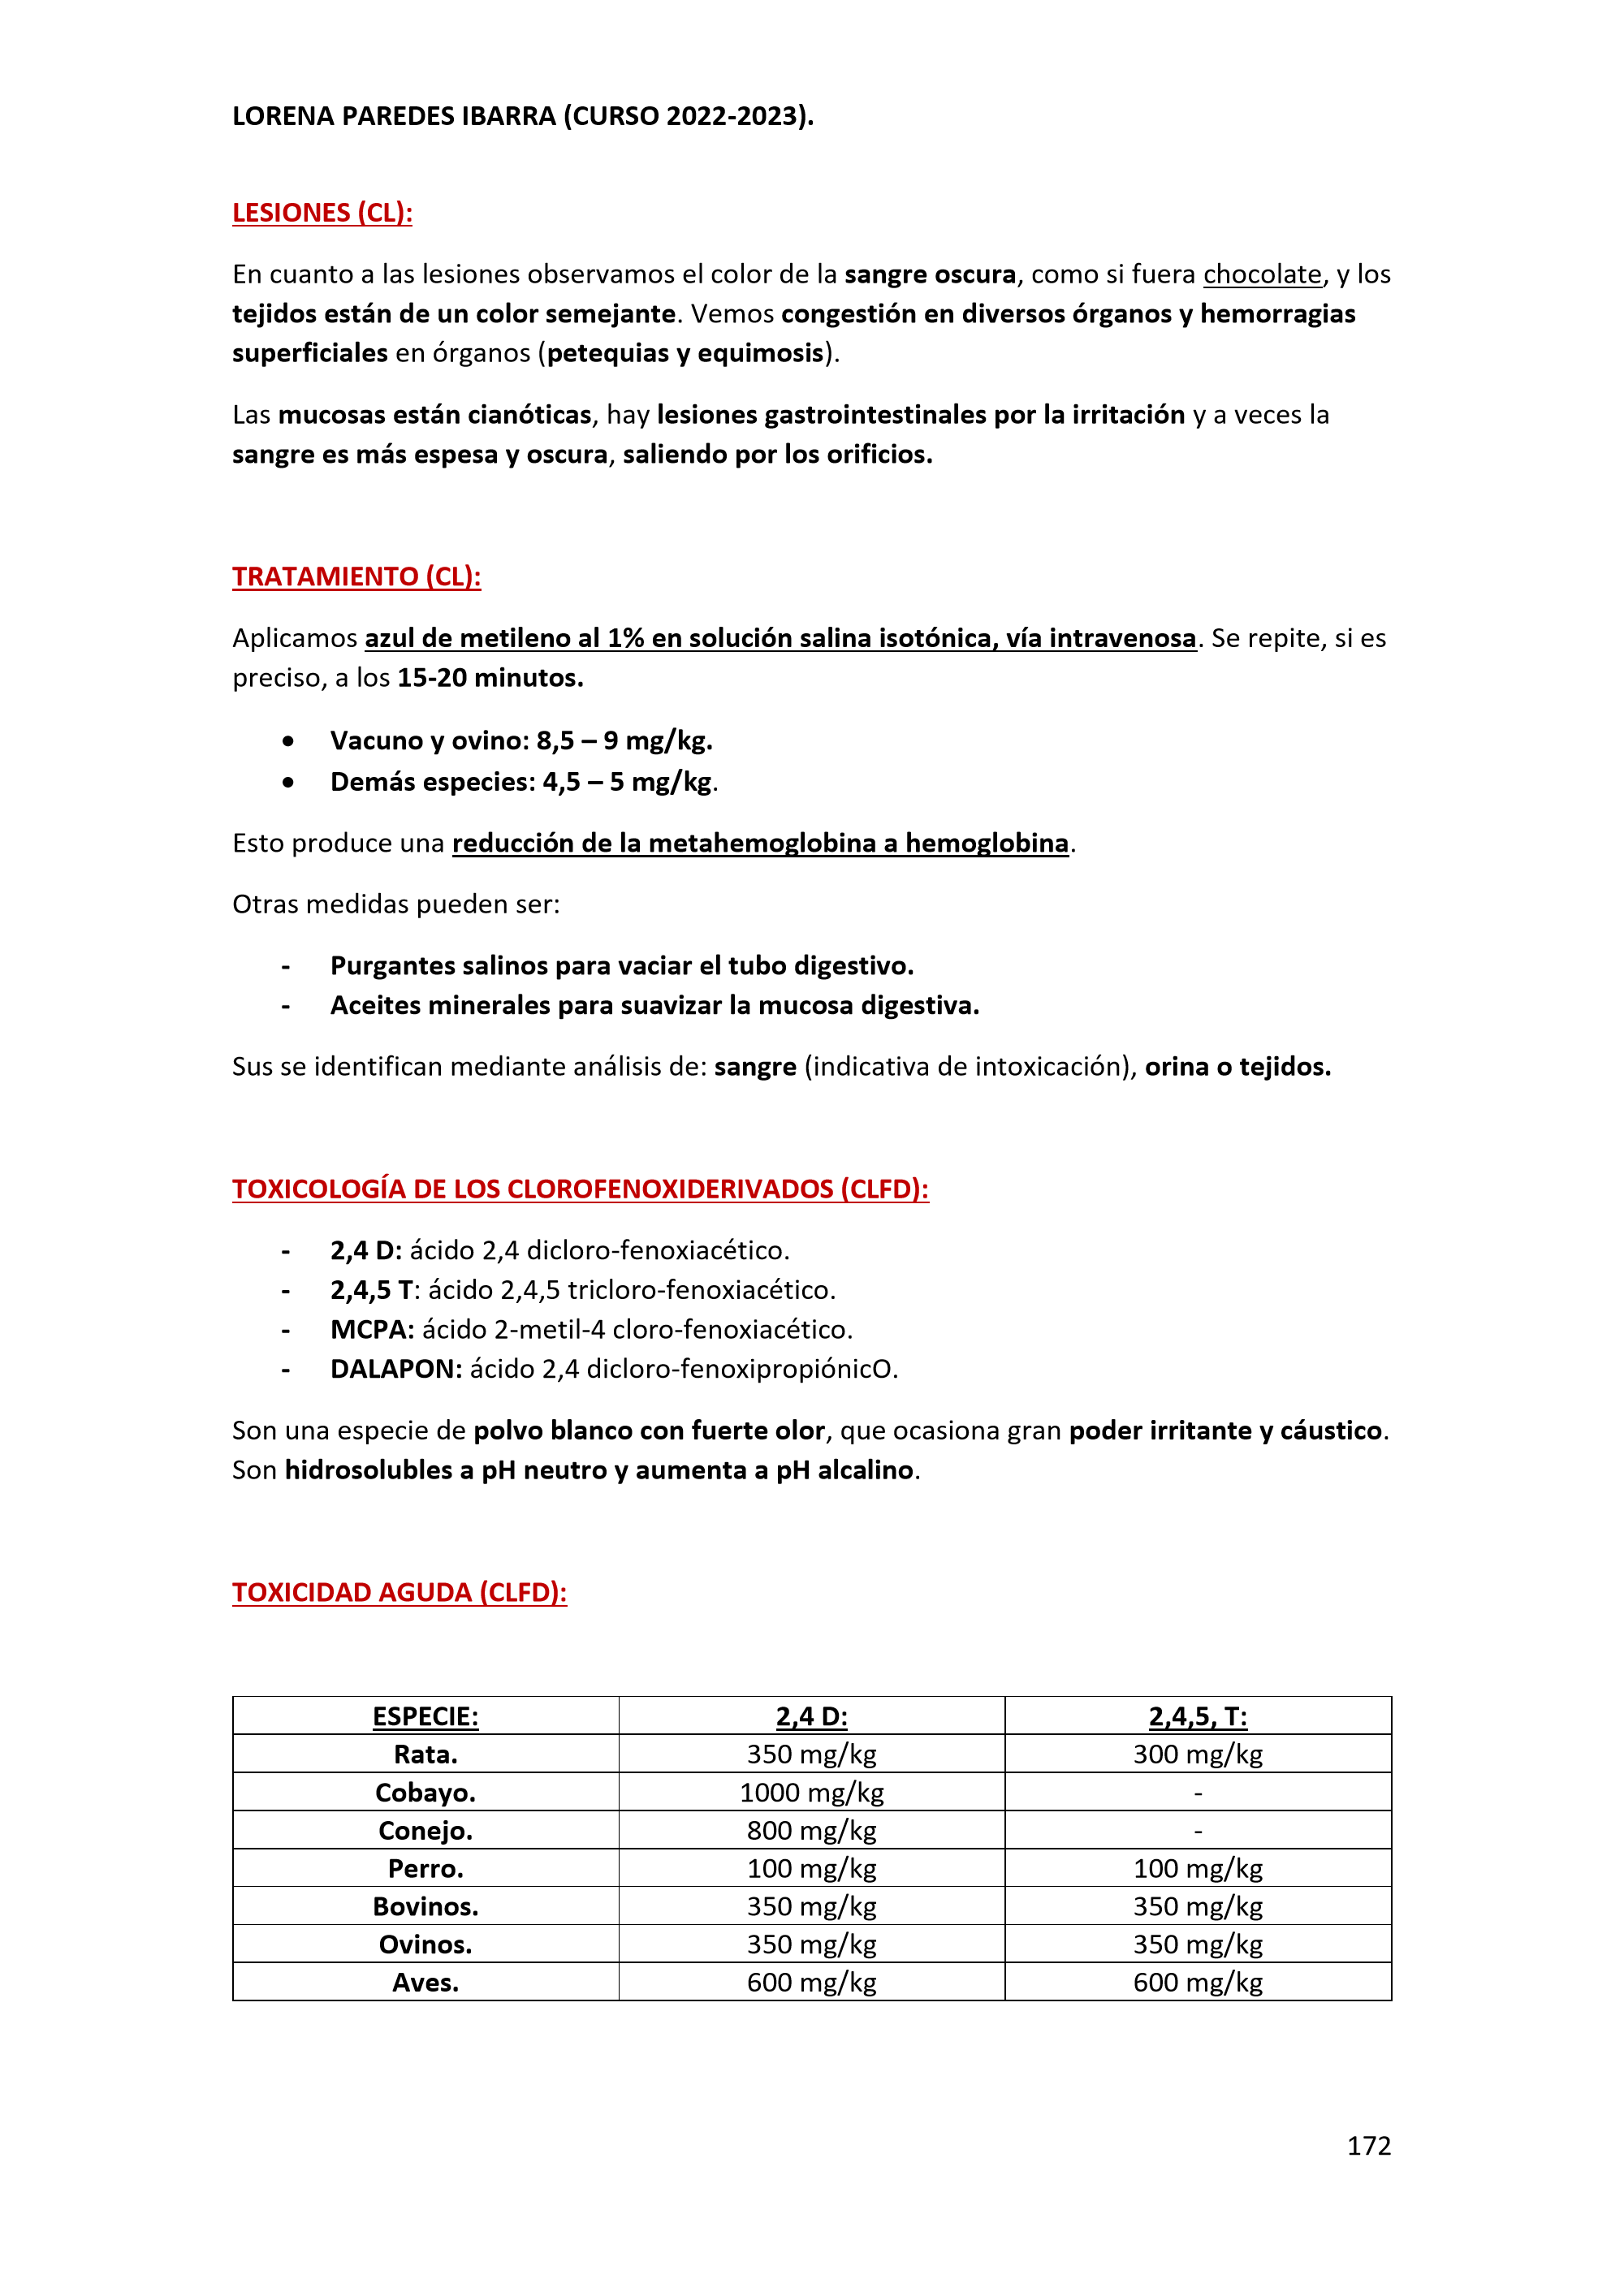 LORENA PAREDES IBARRA (CURSO 2022-2023).
LESIONES (CL):
En cuanto a las lesiones observamos el color de la sangre oscura, como si fuera chocolate, y los
tejidos están de un color semejante. Vemos congestión en diversos órganos y hemorragias
superficiales en órganos (petequias y equimosis).
Las mucosas están cianóticas, hay lesiones gastrointestinales por la irritación y a veces la
sangre es más espesa y oscura, saliendo por los orificios.
TRATAMIENTO (CL):
Aplicamos azul de metileno al 1% en solución salina isotónica, vía intravenosa. Se repite, si es
preciso, a los 15-20 minutos.
• Vacuno y ovino: 8,5 – 9 mg/kg.
• Demás especies: 4,5 – 5 mg/kg.
Esto produce una reducción de la metahemoglobina a hemoglobina.
Otras medidas pueden ser:
- Purgantes salinos para vaciar el tubo digestivo.
- Aceites minerales para suavizar la mucosa digestiva.
Sus se identifican mediante análisis de: sangre (indicativa de intoxicación), orina o tejidos.
TOXICOLOGÍA DE LOS CLOROFENOXIDERIVADOS (CLFD):
- 2,4 D: ácido 2,4 dicloro-fenoxiacético.
- 2,4,5 T: ácido 2,4,5 tricloro-fenoxiacético.
- MCPA: ácido 2-metil-4 cloro-fenoxiacético.
- DALAPON: ácido 2,4 dicloro-fenoxipropiónicO.
Son una especie de polvo blanco con fuerte olor, que ocasiona gran poder irritante y cáustico.
Son hidrosolubles a pH neutro y aumenta a pH alcalino.
TOXICIDAD AGUDA (CLFD):
ESPECIE: 2,4 D: 2,4,5, T:
Rata. 350 mg/kg 300 mg/kg
Cobayo. 1000 mg/kg -
Conejo. 800 mg/kg -
Perro. 100 mg/kg 100 mg/kg
Bovinos. 350 mg/kg 350 mg/kg
Ovinos. 350 mg/kg 350 mg/kg
Aves. 600 mg/kg 600 mg/kg
172